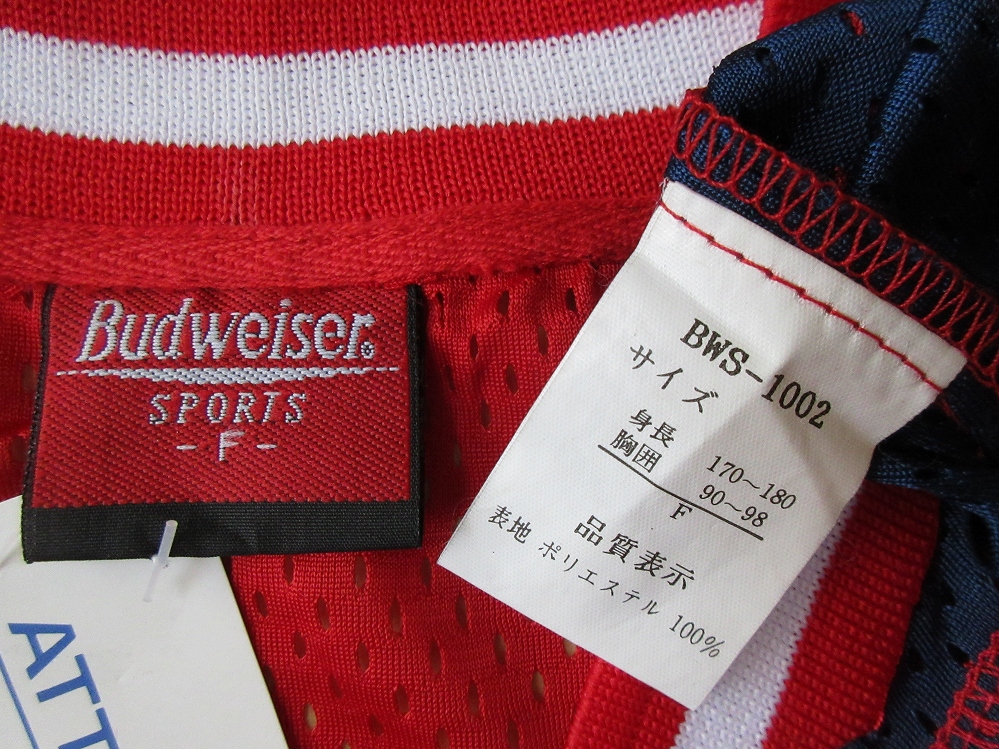 Budweiser®
SPORTS
- F -
BWS-1002
サイズ
身長 170～180
胸囲 90～98
F
品質表示
表地 ポリエステル 100%
ATT